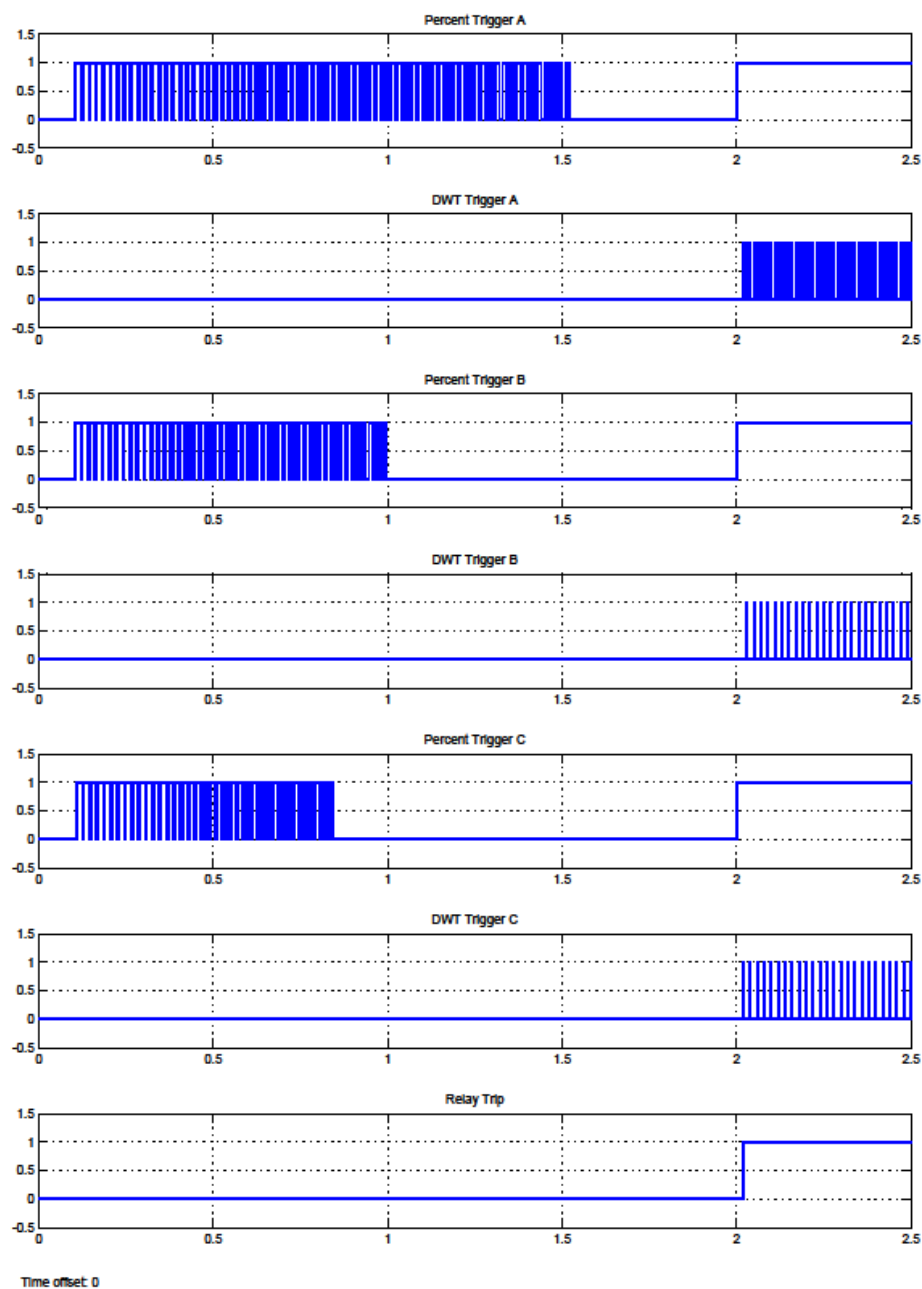 Percent Trigger A
1.5
1
0.5
0
-0.5
0 0.5 1 1.5 2 2.5
DWT Trigger A
1.5
1
0.5
0
-0.5
0 0.5 1 1.5 2 2.5
Percent Trigger B
1.5
1
0.5
0
-0.5
0 0.5 1 1.5 2 2.5
DWT Trigger B
1.5
1
0.5
0
-0.5
0 0.5 1 1.5 2 2.5
Percent Trigger C
1.5
1
0.5
0
-0.5
0 0.5 1 1.5 2 2.5
DWT Trigger C
1.5
1
0.5
0
-0.5
0 0.5 1 1.5 2 2.5
Relay Trip
1.5
1
0.5
0
-0.5
0 0.5 1 1.5 2 2.5
Time offset: 0